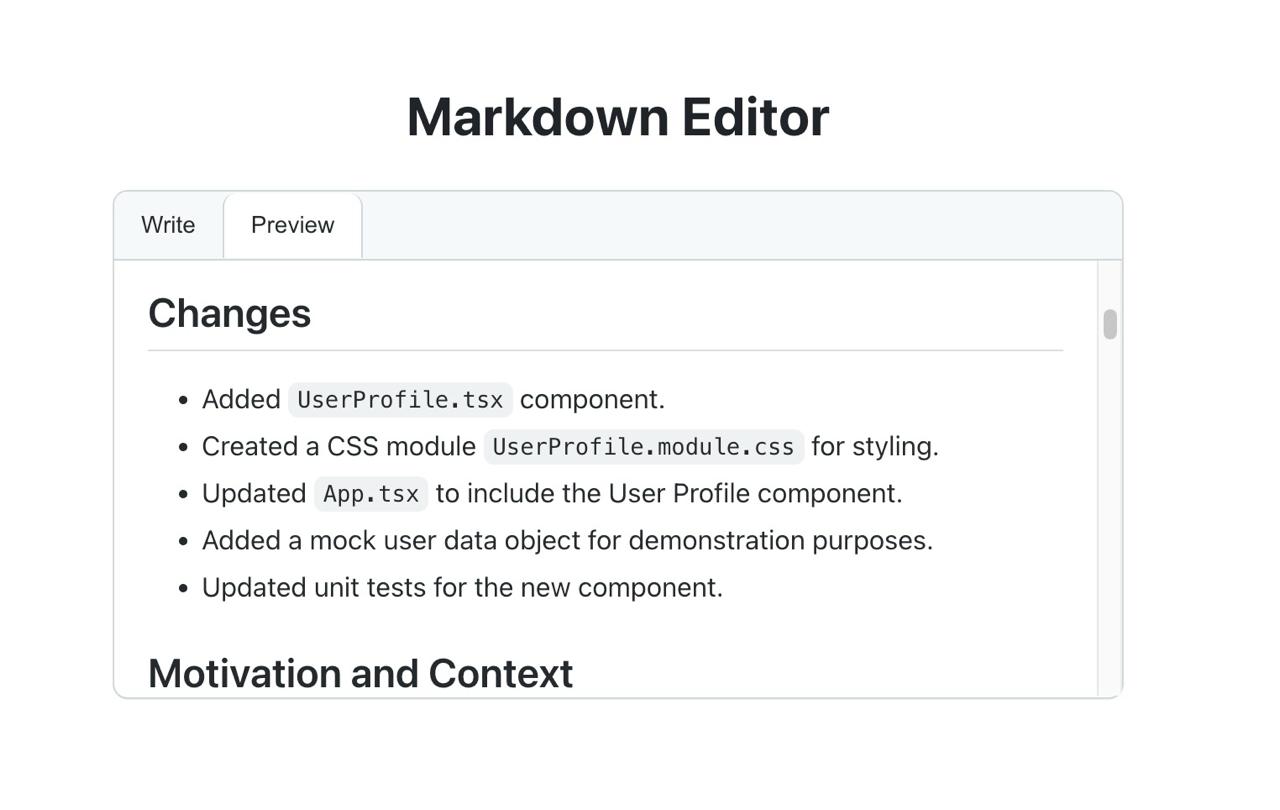 Markdown Editor
Write Preview
Changes
• Added UserProfile.tsx component.
• Created a CSS module UserProfile.module.css for styling.
• Updated App.tsx to include the User Profile component.
• Added a mock user data object for demonstration purposes.
• Updated unit tests for the new component.
Motivation and Context